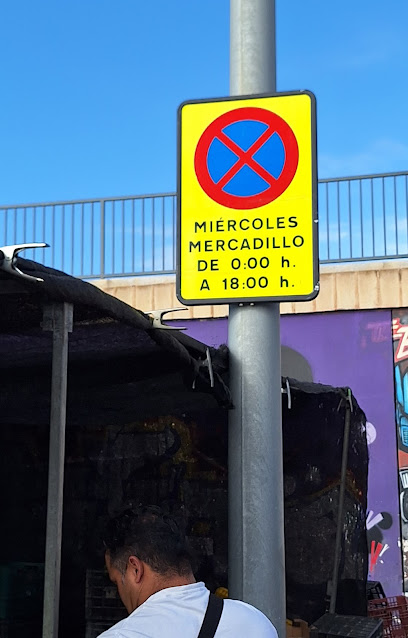 MIÉRCOLES
MERCADILLO
DE 0:00 h.
A 18:00 h.